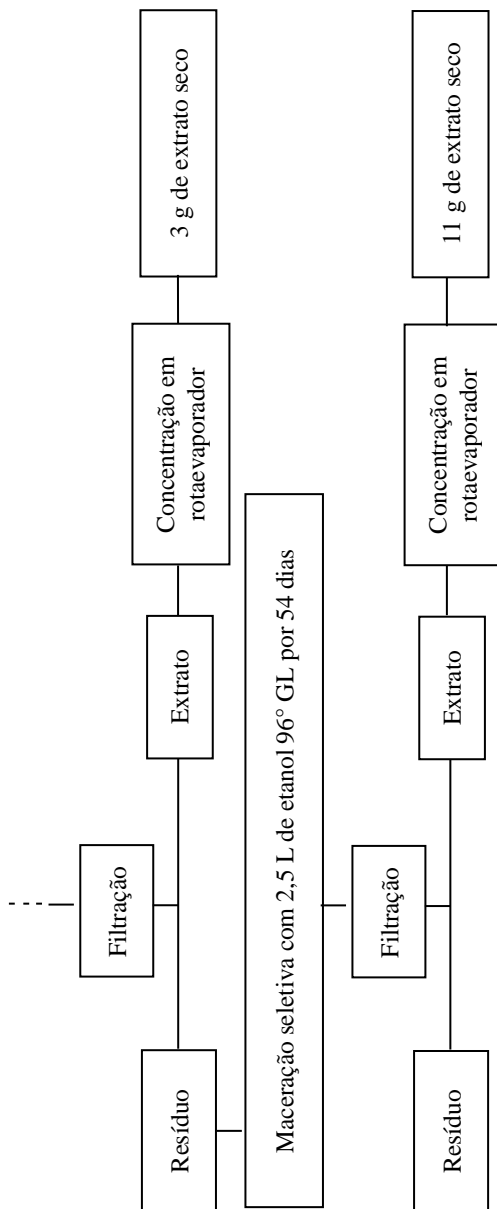 Filtração
Resíduo
Extrato
Concentração em
rotaevaporador
3 g de extrato seco
Maceração seletiva com 2,5 L de etanol 96° GL por 54 dias
Filtração
Resíduo
Extrato
Concentração em
rotaevaporador
11 g de extrato seco